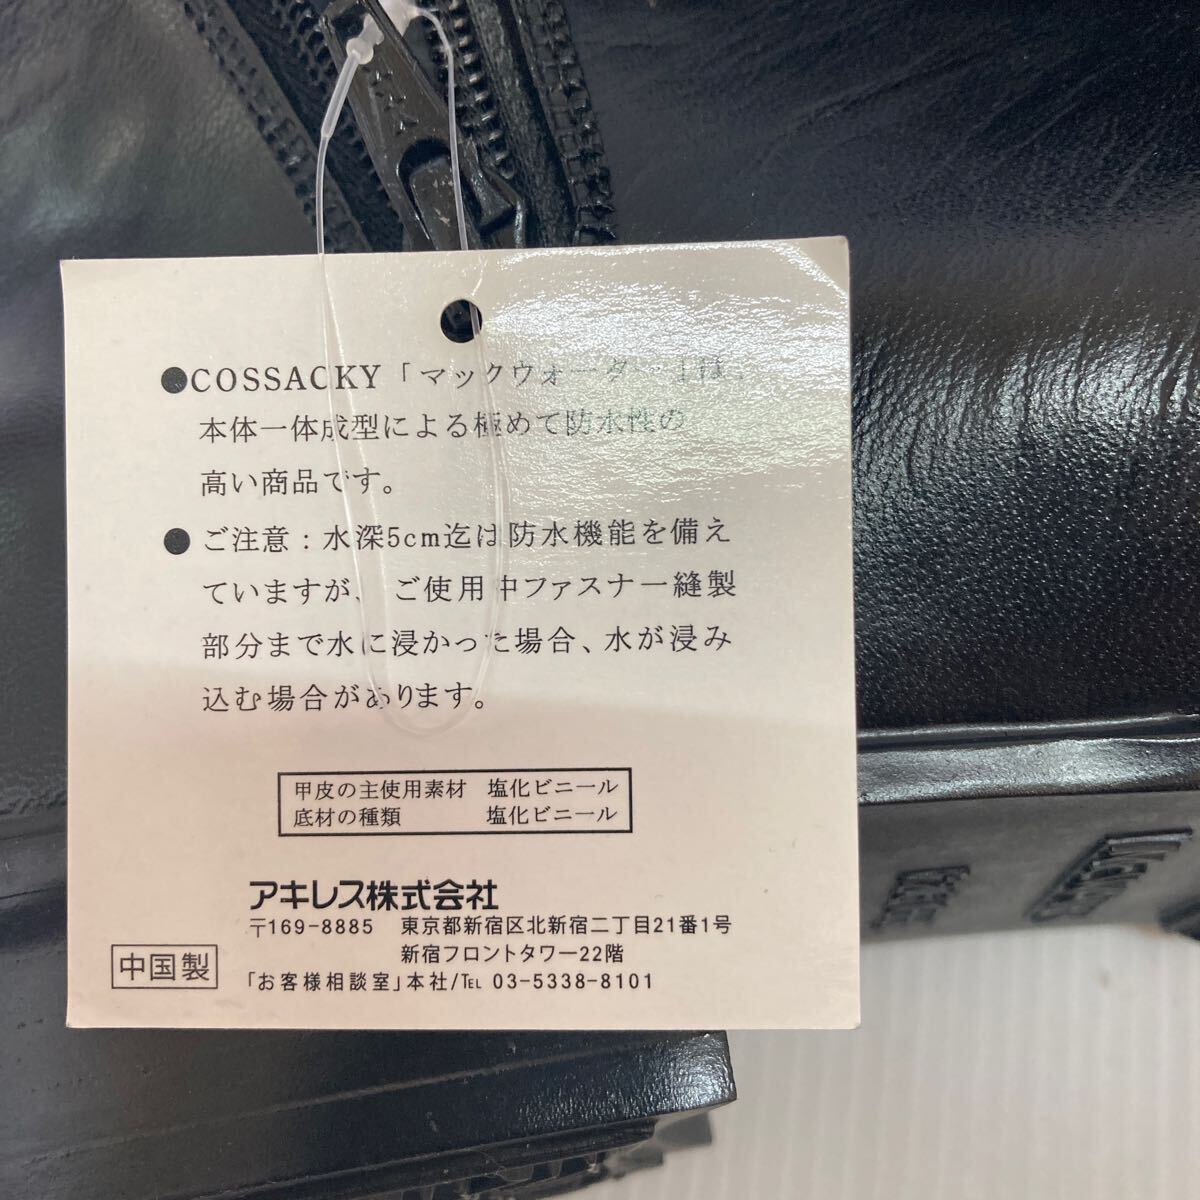 ●COSSACKY「マックウォーター」は、
本体一体成型による極めて防水性の
高い商品です。
●ご注意：水深5cm迄は防水機能を備え
ていますが、ご使用中ファスナー縫製
部分まで水に浸かった場合、水が浸み
込む場合があります。
甲皮の主使用素材 塩化ビニール
底材の種類 塩化ビニール
アキレス株式会社
〒169-8885 東京都新宿区北新宿二丁目21番1号
新宿フロントタワー22階
中国製
「お客様相談室」本社/TEL 03-5338-8101